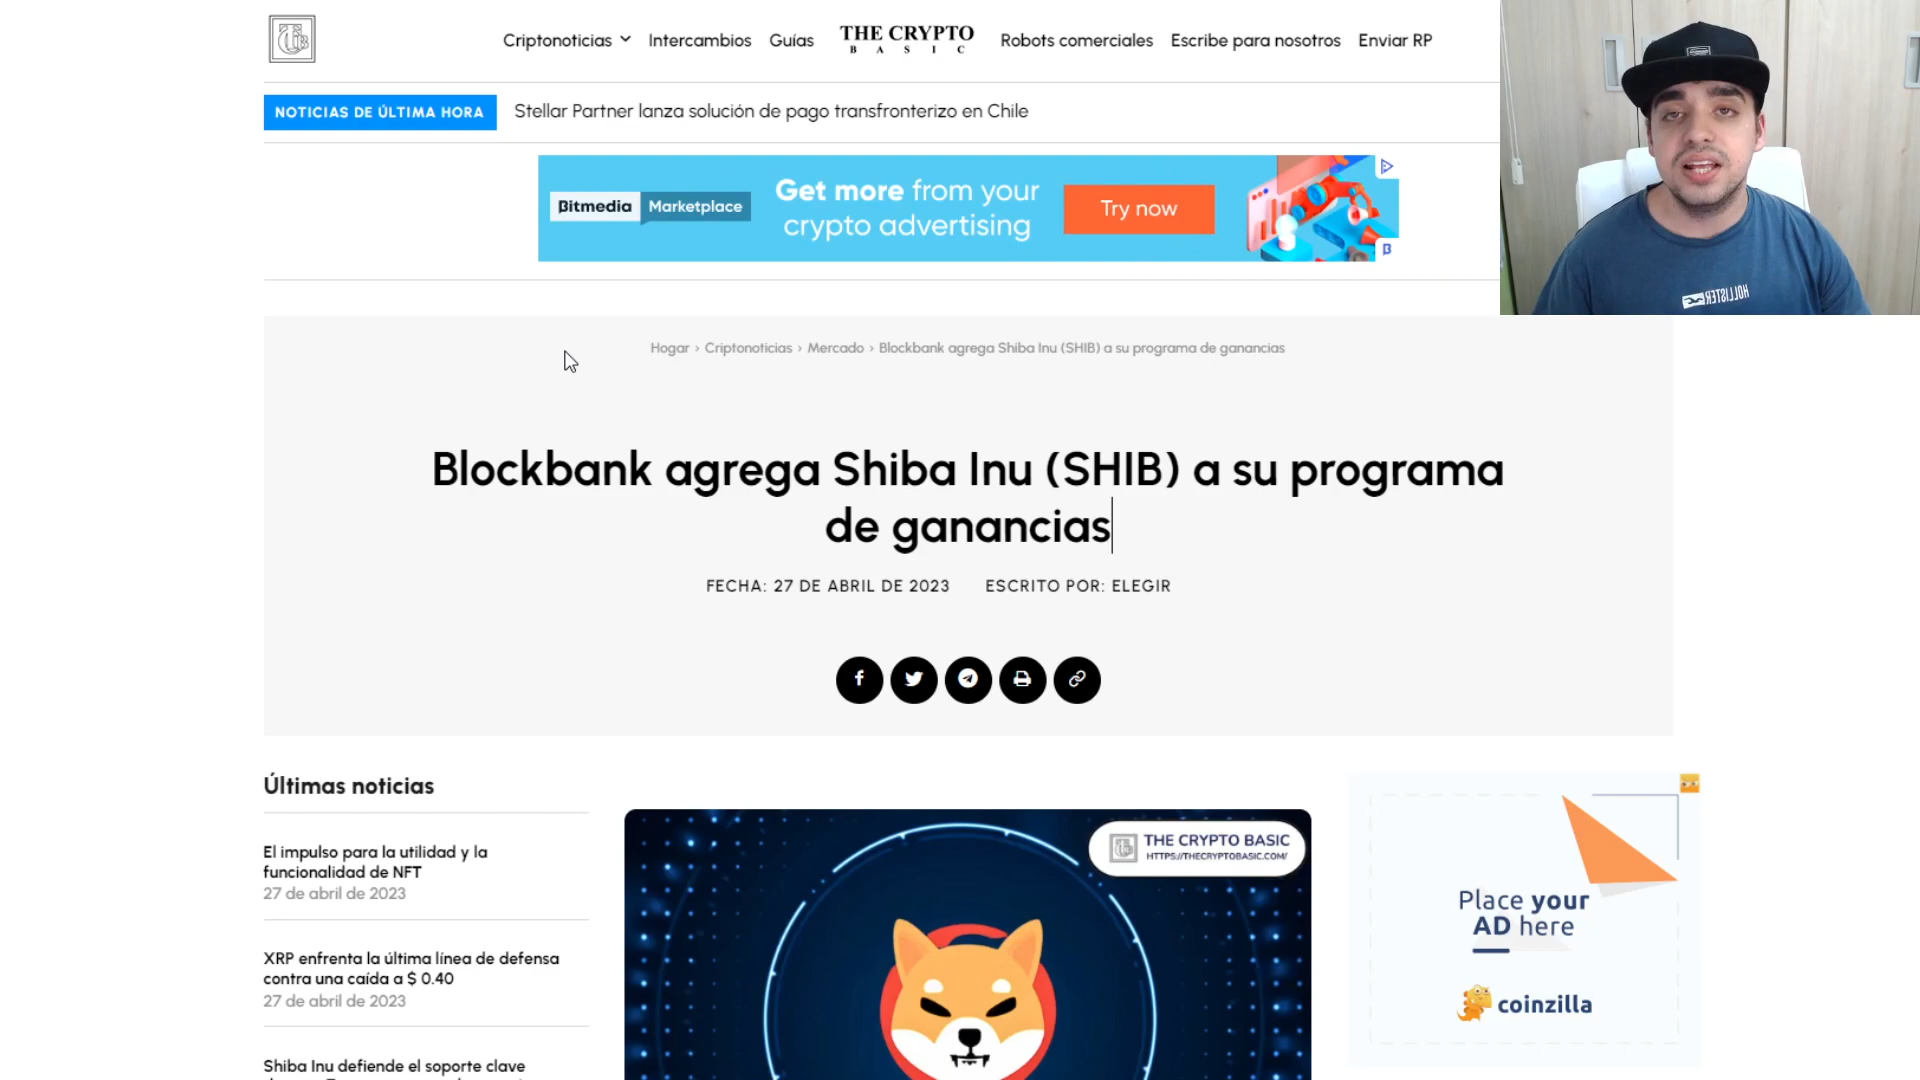 Criptonoticias
Intercambios
Guías
THE CRYPTO
BASIC
Robots comerciales
Escribe para nosotros
Enviar RP
NOTICIAS DE ÚLTIMA HORA
Stellar Partner lanza solución de pago transfronterizo en Chile
Bitmedia Marketplace
Get more from your
crypto advertising
Try now
HOLLISTER
Hogar › Criptonoticias › Mercado › Blockbank agrega Shiba Inu (SHIB) a su programa de ganancias
Blockbank agrega Shiba Inu (SHIB) a su programa
de ganancias
FECHA: 27 DE ABRIL DE 2023
ESCRITO POR: ELEGIR
Últimas noticias
El impulso para la utilidad y la
funcionalidad de NFT
27 de abril de 2023
XRP enfrenta la última línea de defensa
contra una caída a $ 0.40
27 de abril de 2023
Shiba Inu defiende el soporte clave
THE CRYPTO BASIC
HTTPS://THECRYPTOBASIC.COM/
Place your
AD here
coinzilla